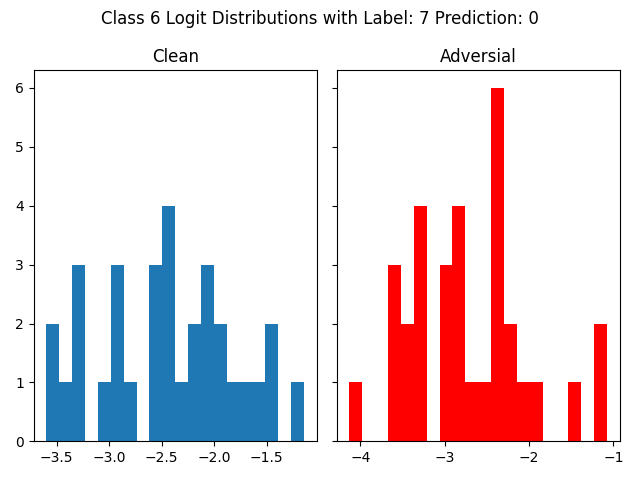 Class 6 Logit Distributions with Label: 7 Prediction: 0
Clean
Adversial
6
5
4
3
2
1
0
−3.5 −3.0 −2.5 −2.0 −1.5
−4 −3 −2 −1